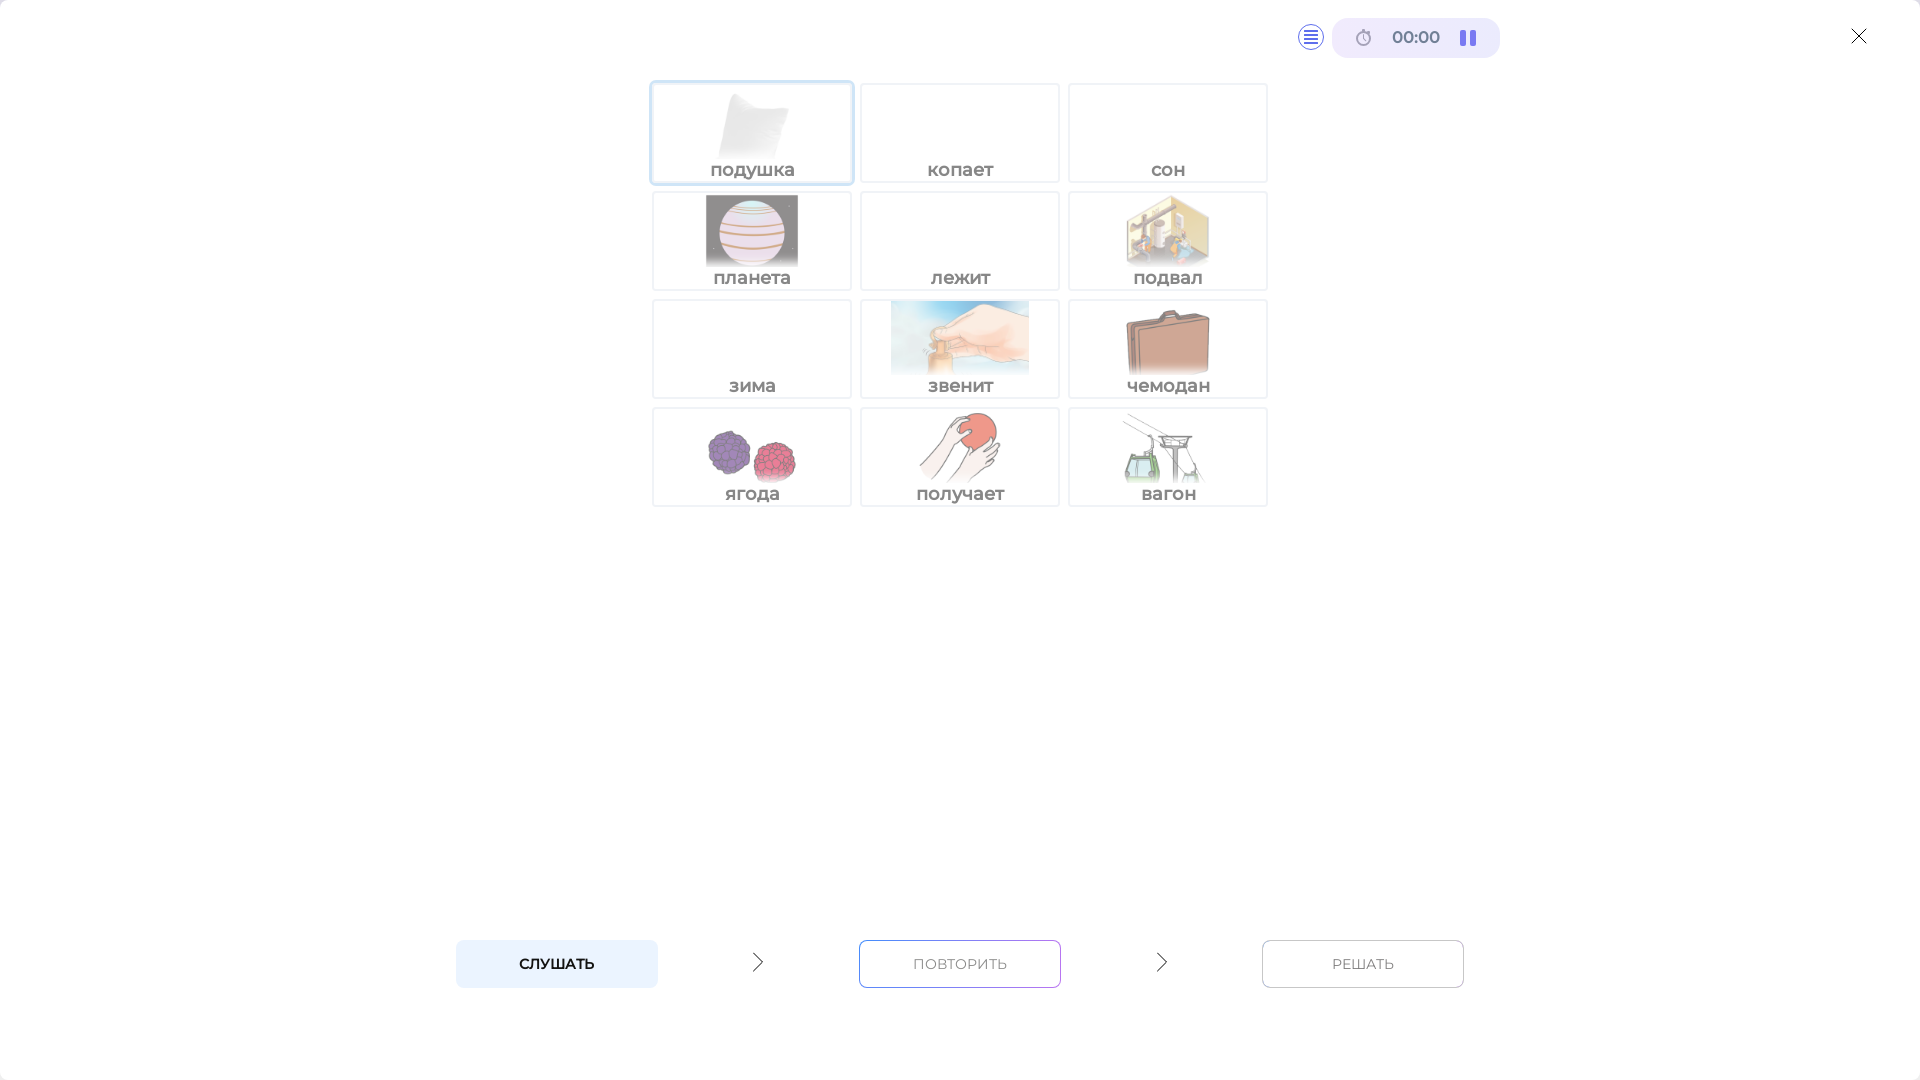 00:00
подушка
копает
сон
планета
лежит
подвал
зима
звенит
чемодан
ягода
получает
вагон
СЛУШАТЬ
ПОВТОРИТЬ
РЕШАТЬ